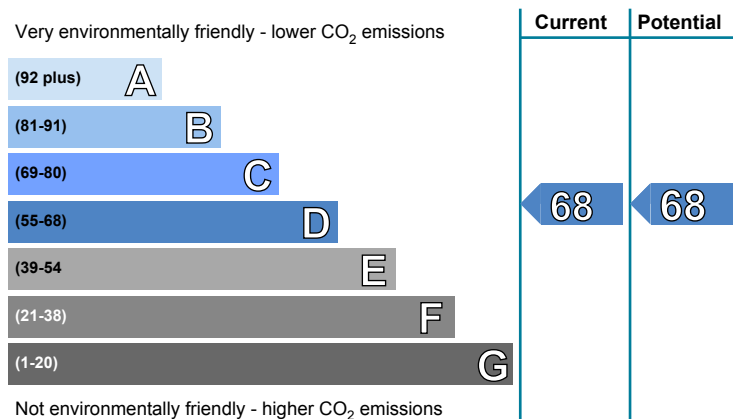 Very environmentally friendly - lower CO₂ emissions
Current
Potential
(92 plus) A
(81-91) B
(69-80) C
(55-68) D
68
68
(39-54 E
(21-38) F
(1-20) G
Not environmentally friendly - higher CO₂ emissions